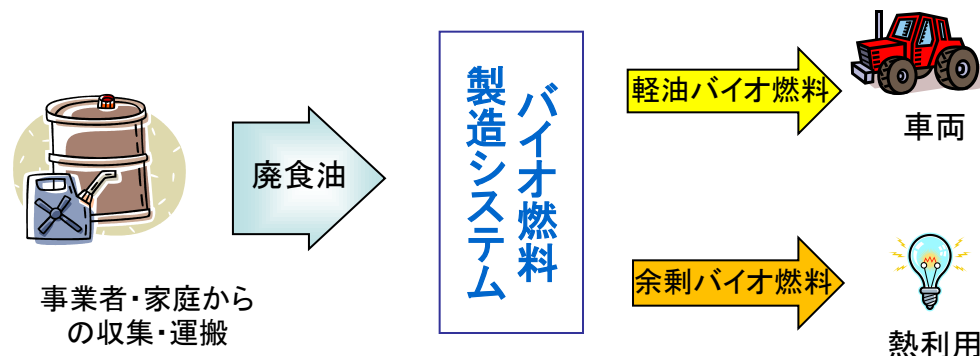 事業者・家庭から
の収集・運搬
廃食油
バイオ燃料
製造システム
軽油バイオ燃料
車両
余剰バイオ燃料
熱利用